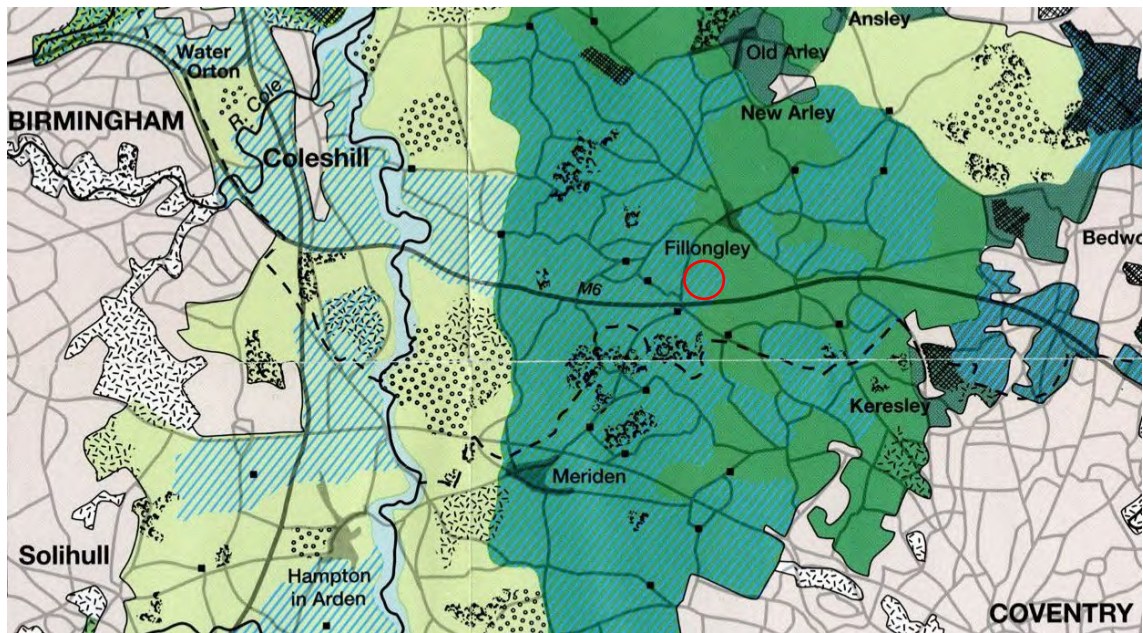 Ansley
Water
Orton
Old Arley
R. Cole
BIRMINGHAM
New Arley
Coleshill
Bedwo
Fillongley
M6
Keresley
Meriden
Solihull
Hampton
in Arden
COVENTRY